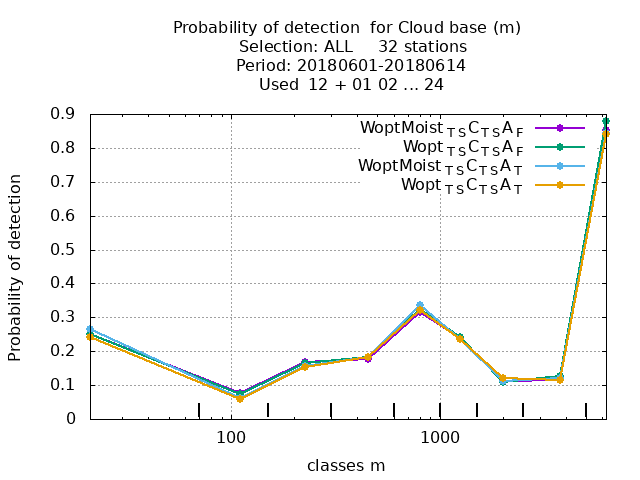 Probability of detection  for Cloud base (m)
Selection: ALL     32 stations
Period: 20180601-20180614
Used  12 + 01 02 ... 24
WoptMoist TS C TS A F
Wopt TS C TS A F
WoptMoist TS C TS A T
Wopt TS C TS A T
Probability of detection
0.9
0.8
0.7
0.6
0.5
0.4
0.3
0.2
0.1
0
100
1000
classes m